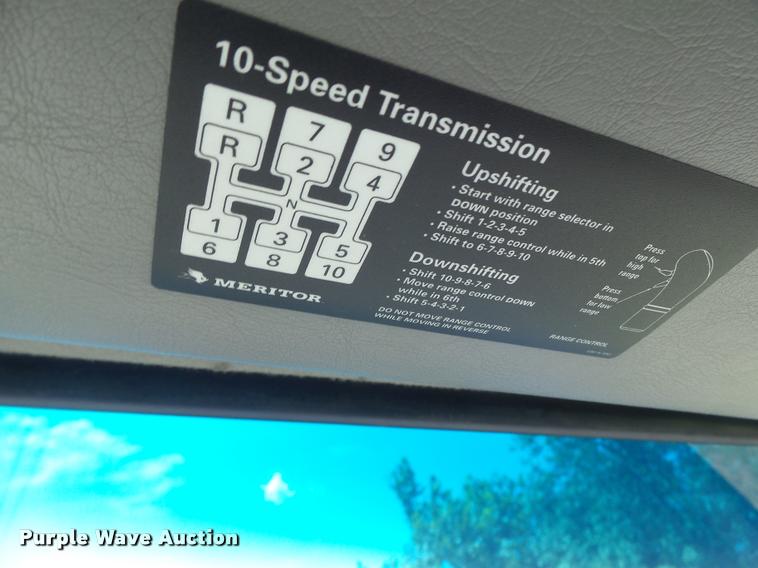 10-Speed Transmission
R 7 9
R 2 4
N
1 3 5
6 8 10
MERITOR
Upshifting
• Start with range selector in
DOWN position
• Shift 1-2-3-4-5
• Raise range control while in 5th
• Shift to 6-7-8-9-10
Downshifting
• Shift 10-9-8-7-6
• Move range control DOWN
while in 6th
• Shift 5-4-3-2-1
DO NOT MOVE RANGE CONTROL
WHILE MOVING IN REVERSE
Press
top for
high
range
Press
bottom
for low
range
RANGE CONTROL
Purple Wave Auction